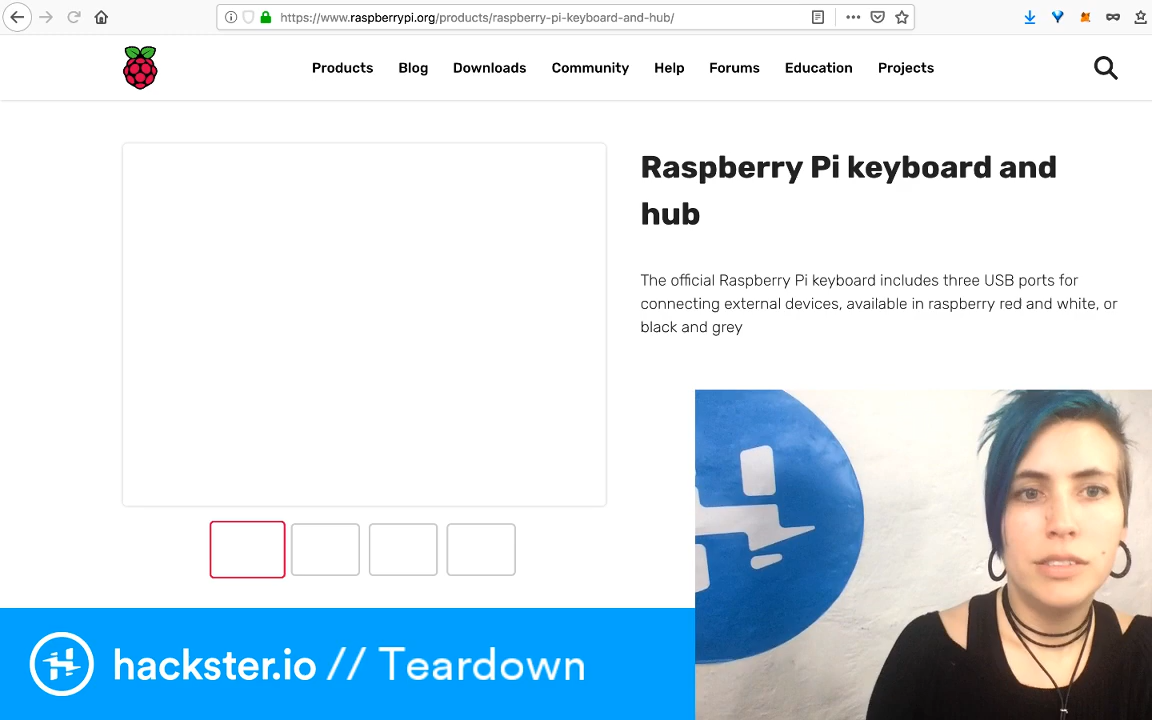 https://www.raspberrypi.org/products/raspberry-pi-keyboard-and-hub/
Products Blog Downloads Community Help Forums Education Projects
Raspberry Pi keyboard and
hub
The official Raspberry Pi keyboard includes three USB ports for
connecting external devices, available in raspberry red and white, or
black and grey
hackster.io // Teardown